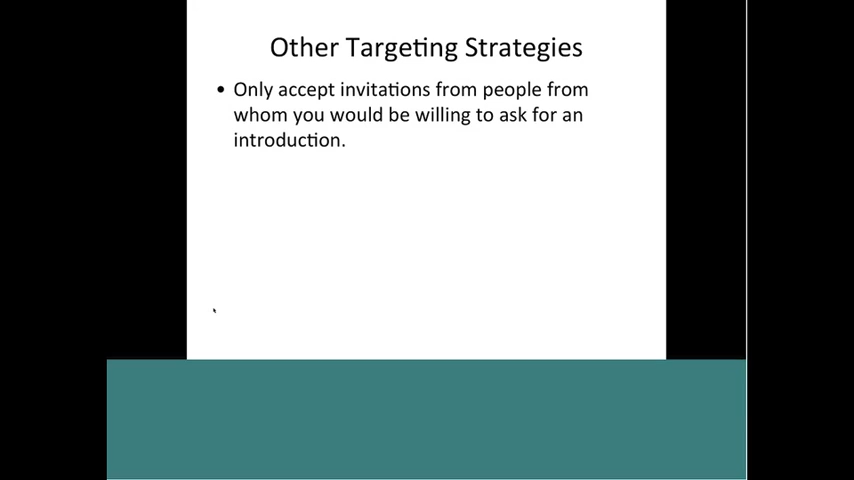 Other Targeting Strategies
• Only accept invitations from people from
whom you would be willing to ask for an
introduction.